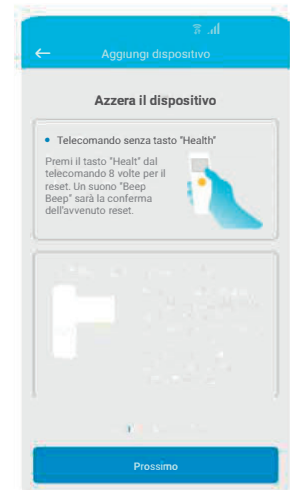 Aggiungi dispositivo
Azzera il dispositivo
• Telecomando senza tasto "Health"
Premi il tasto "Healt" dal
telecomando 8 volte per il
reset. Un suono "Beep
Beep" sarà la conferma
dell'avvenuto reset.
Prossimo